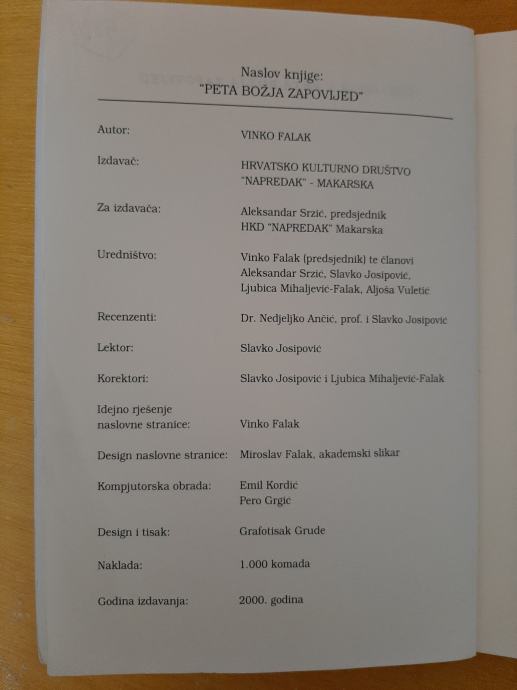 Naslov knjige:
"PETA BOŽJA ZAPOVIJED"
Autor: VINKO FALAK
Izdavač: HRVATSKO KULTURNO DRUŠTVO
"NAPREDAK" - MAKARSKA
Za izdavača: Aleksandar Srzić, predsjednik
HKD "NAPREDAK" Makarska
Uredništvo: Vinko Falak (predsjednik) te članovi
Aleksandar Srzić, Slavko Josipović,
Ljubica Mihaljević-Falak, Aljoša Vuletić
Recenzenti: Dr. Nedjeljko Ančić, prof. i Slavko Josipović
Lektor: Slavko Josipović
Korektori: Slavko Josipović i Ljubica Mihaljević-Falak
Idejno rješenje
naslovne stranice: Vinko Falak
Design naslovne stranice: Miroslav Falak, akademski slikar
Kompjutorska obrada: Emil Kordić
Pero Grgić
Design i tisak: Grafotisak Grude
Naklada: 1.000 komada
Godina izdavanja: 2000. godina